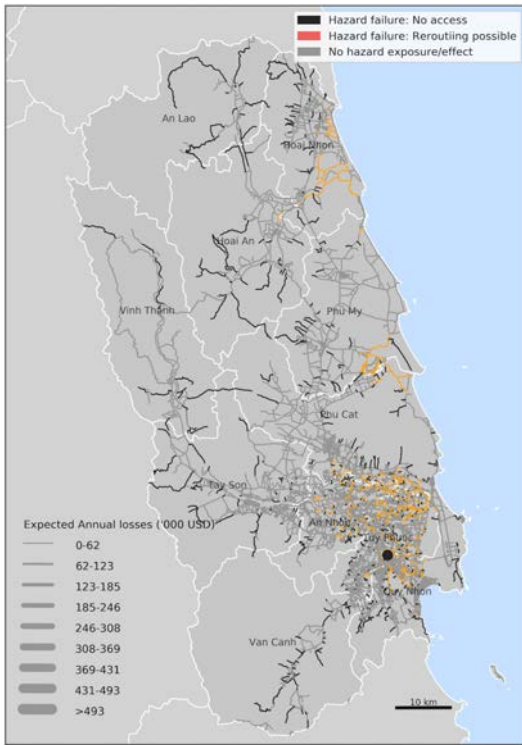 Hazard failure: No access
Hazard failure: Reroutiing possible
No hazard exposure/effect
An Lao
Hoai Nhon
Hoai An
Vinh Thanh
Phu My
Phu Cat
Tay Son
An Nhon
Tuy Phuoc
Quy Nhon
Van Canh
Expected Annual losses ('000 USD)
0-62
62-123
123-185
185-246
246-308
308-369
369-431
431-493
>493
10 km